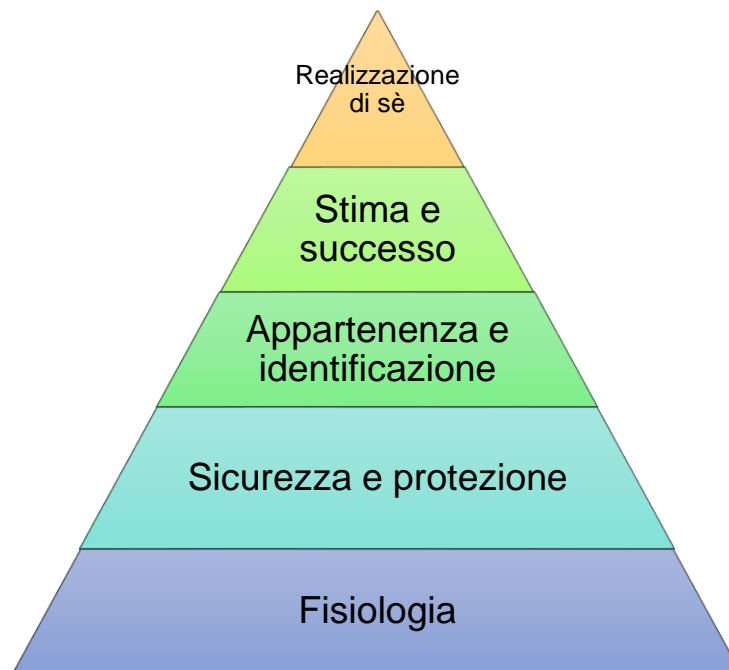 Realizzazione
di sè
Stima e
successo
Appartenenza e
identificazione
Sicurezza e protezione
Fisiologia